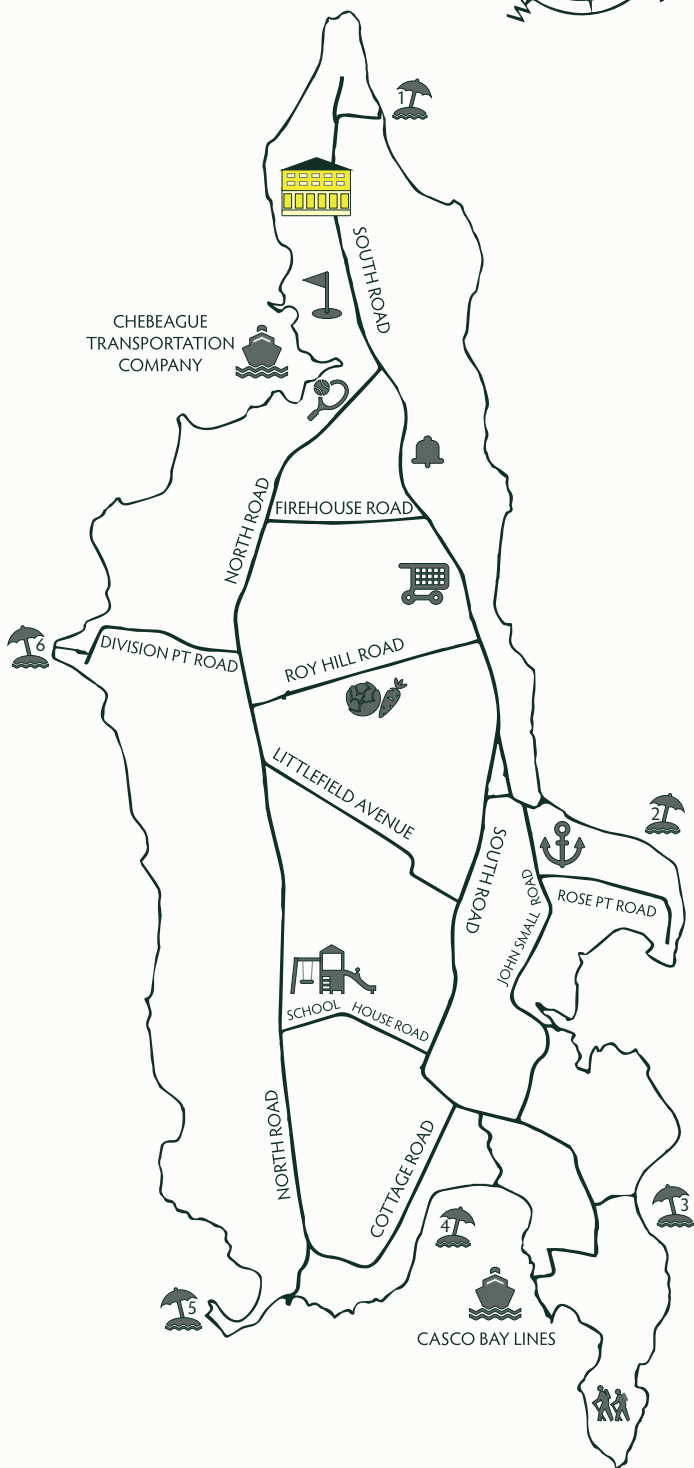 W
1
SOUTH ROAD
CHEBEAGUE
TRANSPORTATION
COMPANY
NORTH ROAD
FIREHOUSE ROAD
6
DIVISION PT ROAD
ROY HILL ROAD
LITTLEFIELD AVENUE
2
SOUTH ROAD
JOHN SMALL ROAD
ROSE PT ROAD
SCHOOL HOUSE ROAD
NORTH ROAD
COTTAGE ROAD
3
4
5
CASCO BAY LINES